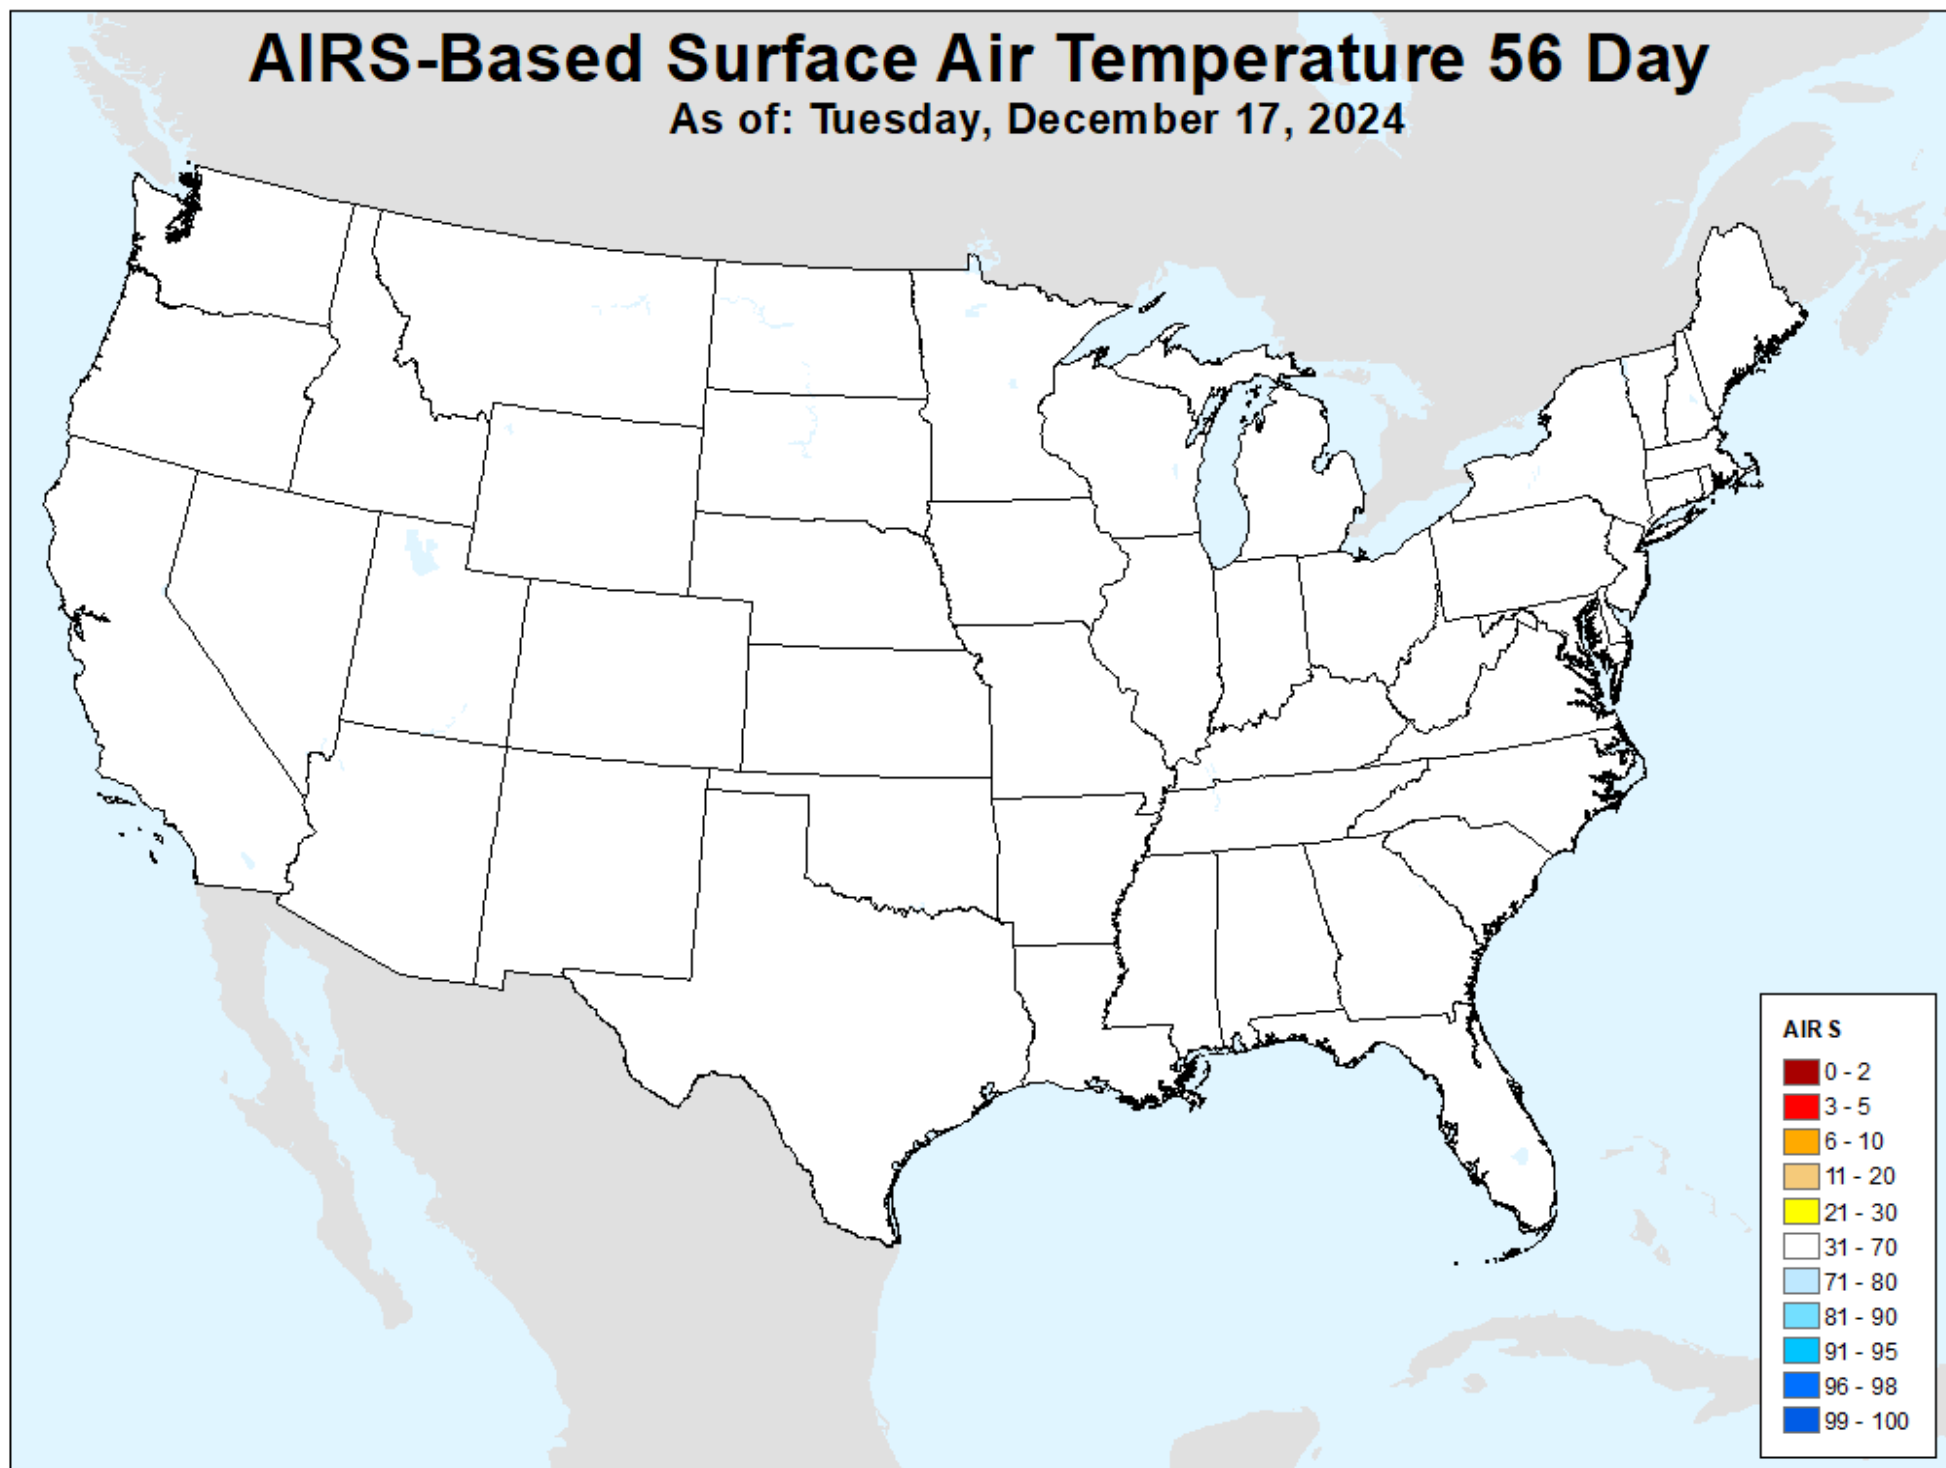 AIRS-Based Surface Air Temperature 56 Day
As of: Tuesday, December 17, 2024
AIRS
0 - 2
3 - 5
6 - 10
11 - 20
21 - 30
31 - 70
71 - 80
81 - 90
91 - 95
96 - 98
99 - 100